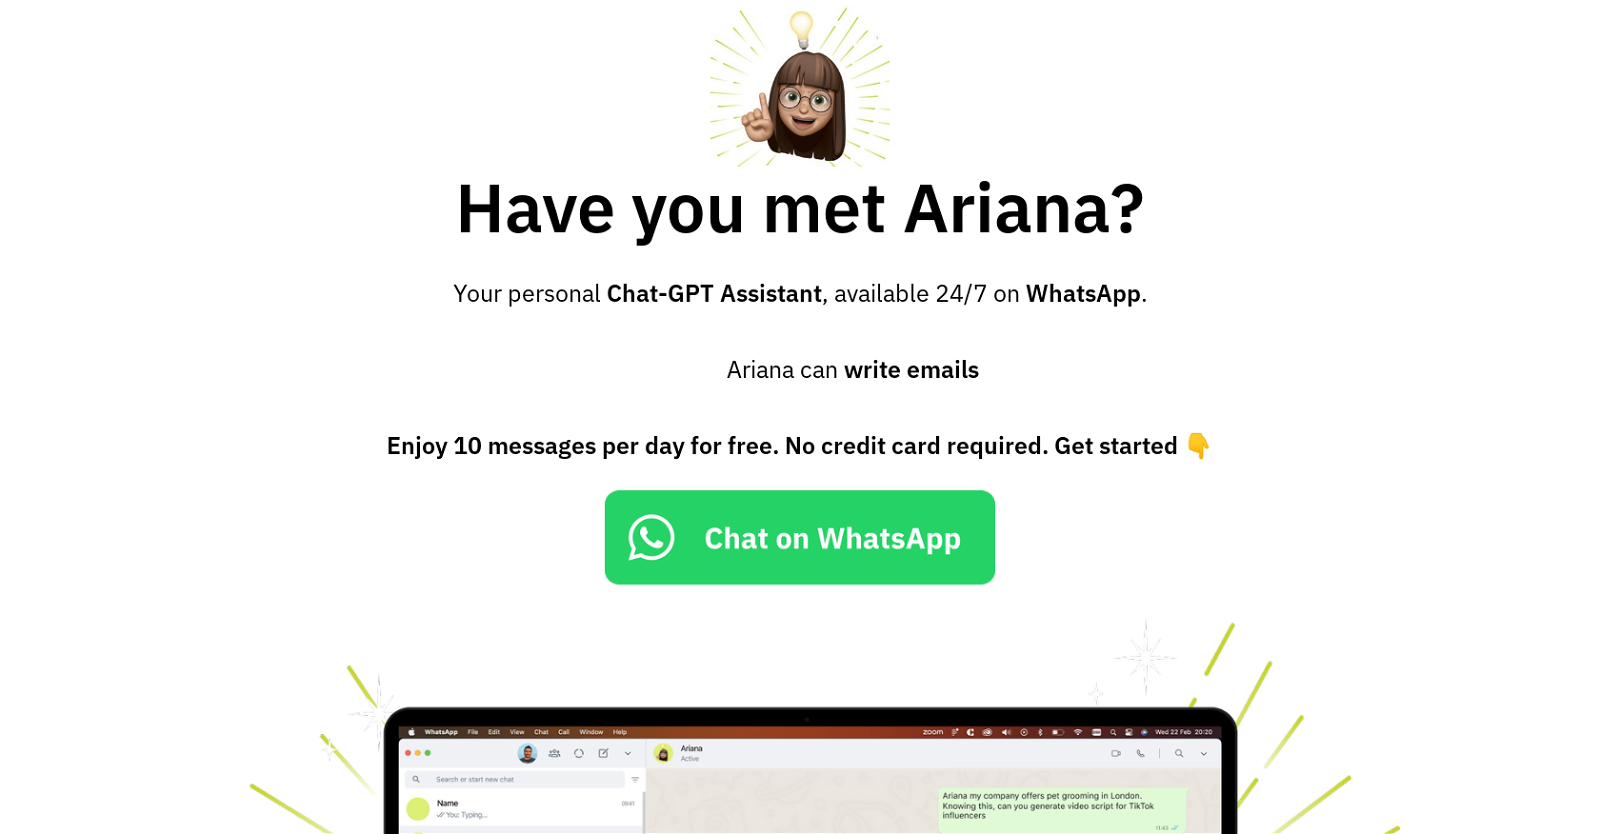 Have you met Ariana?
Your personal Chat-GPT Assistant, available 24/7 on WhatsApp.
Ariana can write emails
Enjoy 10 messages per day for free. No credit card required. Get started 👇
Chat on WhatsApp
WhatsApp File Edit View Chat Call Window Help
zoom
Wed 22 Feb 20:20
Ariana
Active
Search or start new chat
Name
09:41
You: Typing...
Ariana my company offers pet grooming in London.
Knowing this, can you generate video script for TikTok
influencers
11:43